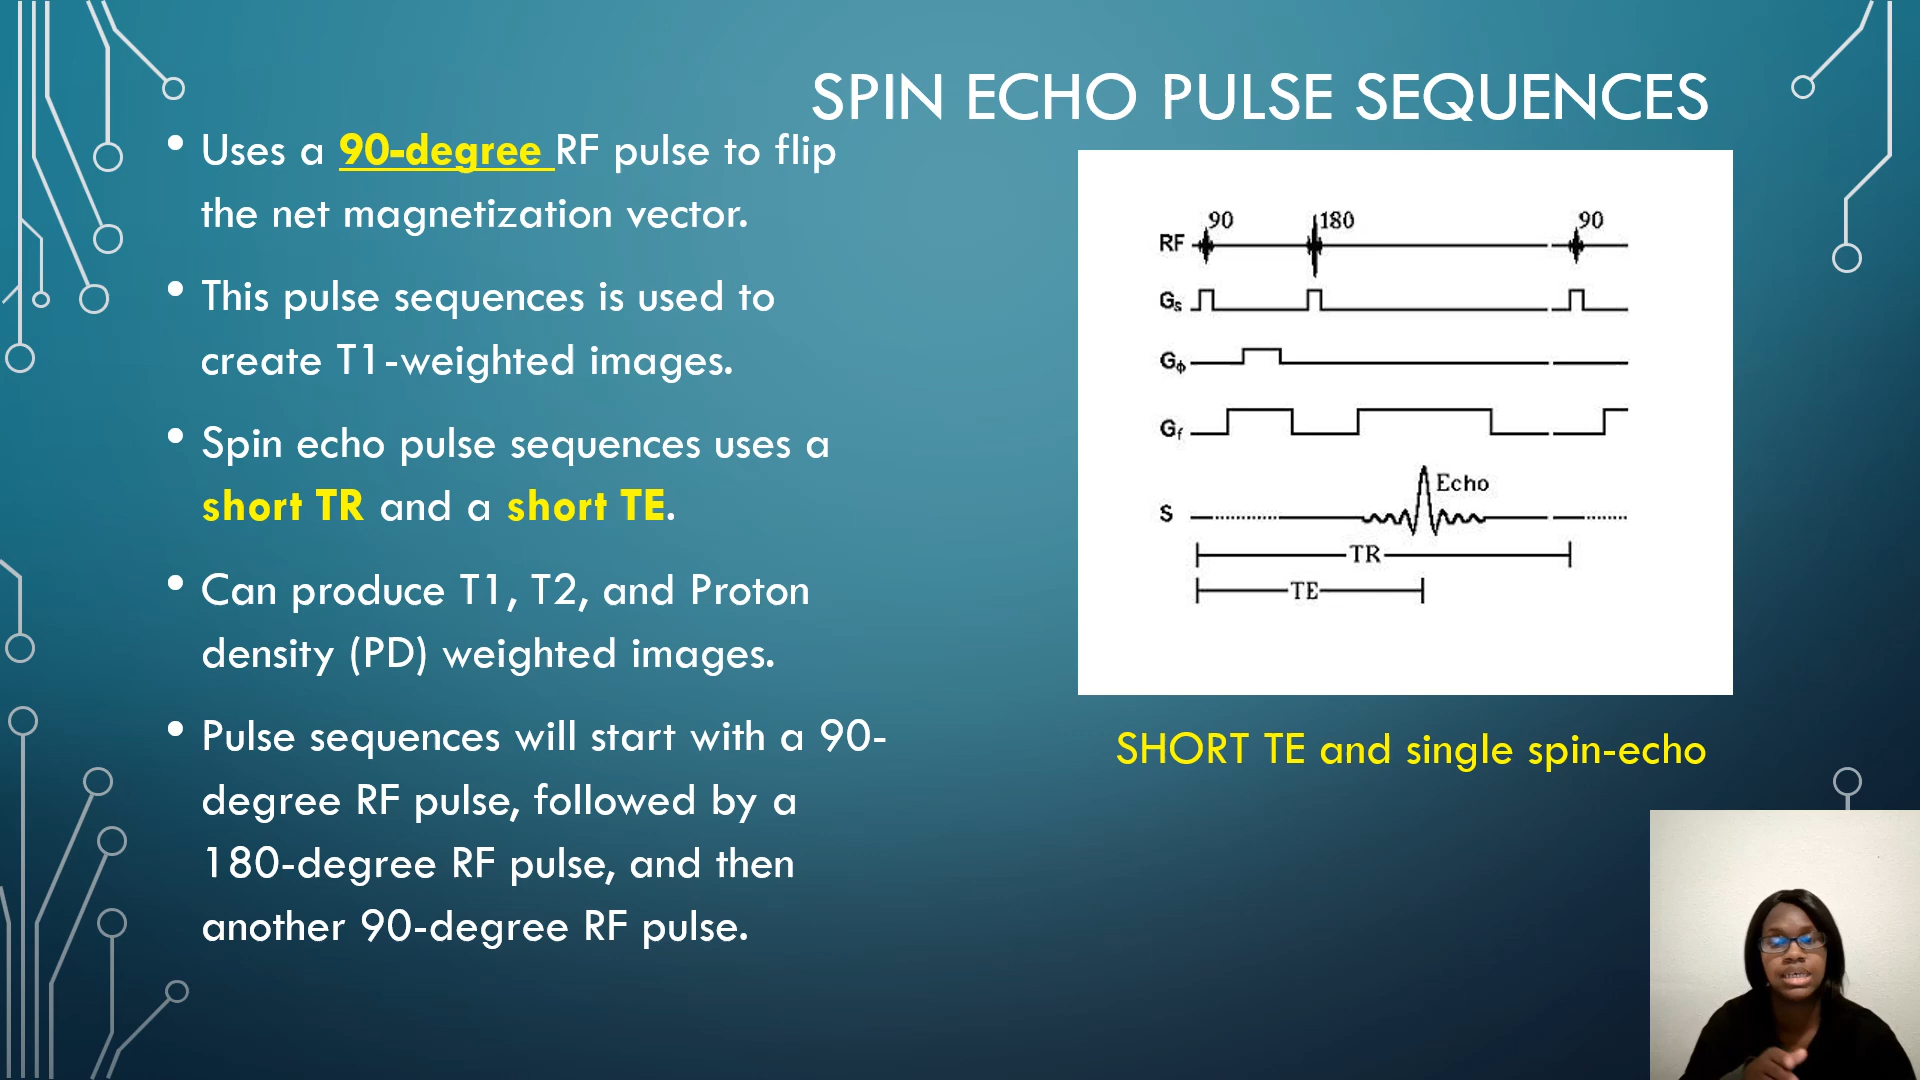 SPIN ECHO PULSE SEQUENCES
• Uses a 90-degree RF pulse to flip
the net magnetization vector.
• This pulse sequences is used to
create T1-weighted images.
• Spin echo pulse sequences uses a
short TR and a short TE.
• Can produce T1, T2, and Proton
density (PD) weighted images.
• Pulse sequences will start with a 90-
degree RF pulse, followed by a
180-degree RF pulse, and then
another 90-degree RF pulse.
90 180 90
RF
Gs
Gϕ
Gf
Echo
S
TR
TE
SHORT TE and single spin-echo